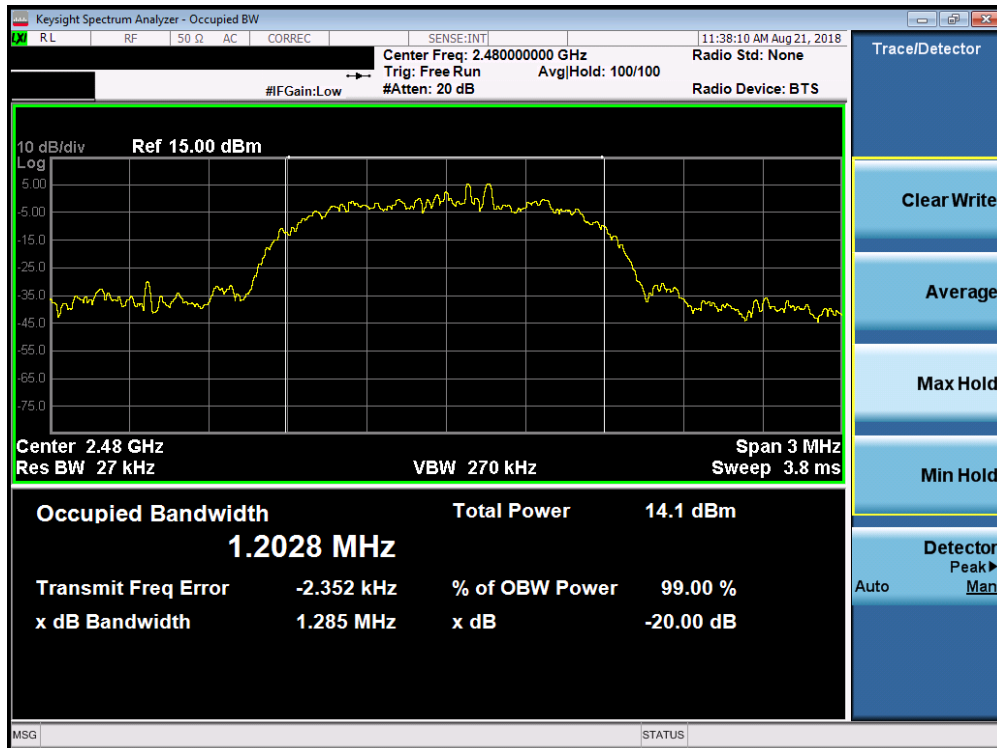 Keysight Spectrum Analyzer - Occupied BW
LXI RL RF 50 Ω AC CORREC SENSE:INT 11:38:10 AM Aug 21, 2018
Center Freq: 2.480000000 GHz Radio Std: None
Trig: Free Run Avg|Hold: 100/100
#IFGain:Low #Atten: 20 dB Radio Device: BTS
Trace/Detector
10 dB/div Ref 15.00 dBm
Log
5.00
-5.00
-15.0
-25.0
-35.0
-45.0
-55.0
-65.0
-75.0
Center 2.48 GHz Span 3 MHz
Res BW 27 kHz VBW 270 kHz Sweep 3.8 ms
Occupied Bandwidth Total Power 14.1 dBm
1.2028 MHz
Transmit Freq Error -2.352 kHz % of OBW Power 99.00 %
x dB Bandwidth 1.285 MHz x dB -20.00 dB
Clear Write
Average
Max Hold
Min Hold
Detector
Peak▶
Auto Man
MSG STATUS